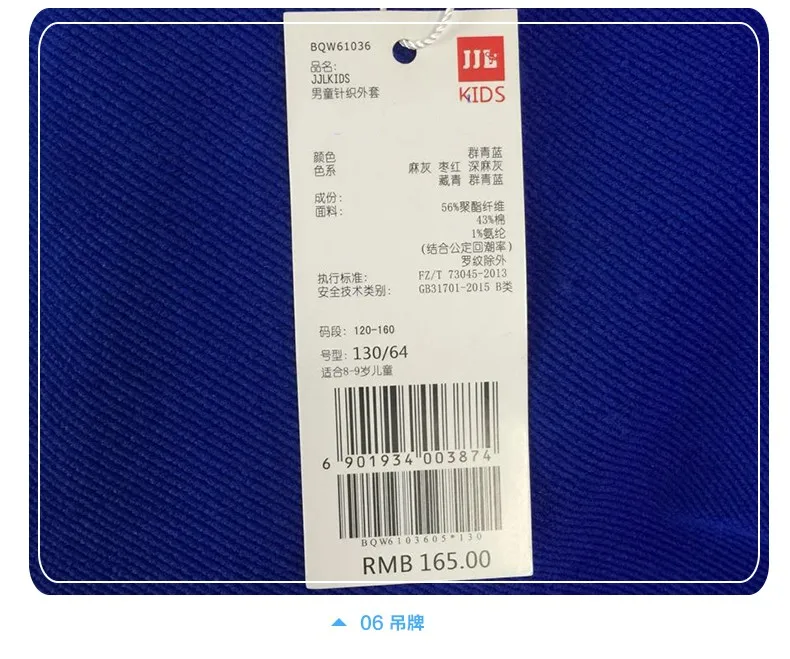 BQW61036
品名:
JJLKIDS
男童针织外套
JJL
KIDS
颜色 群青蓝
色系 麻灰 枣红 深麻灰
藏青 群青蓝
成份:
面料: 56%聚酯纤维
43%棉
1%氨纶
(结合公定回潮率)
罗纹除外
执行标准: FZ/T 73045-2013
安全技术类别: GB31701-2015 B类
码段: 120-160
号型: 130/64
适合8-9岁儿童
6 901934 003874
BQW6103605*130
RMB 165.00
06 吊牌